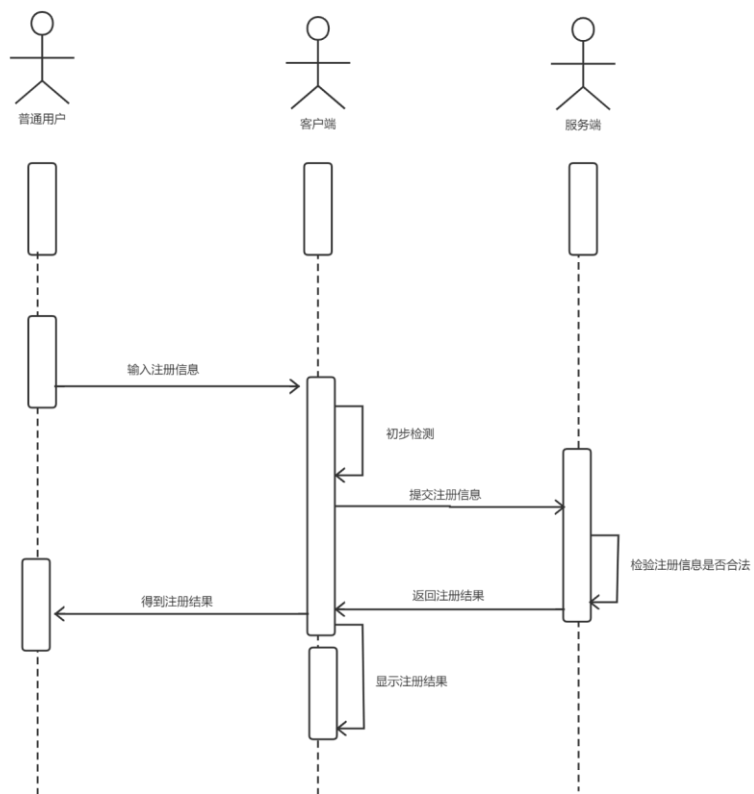 普通用户
客户端
服务端
输入注册信息
初步检测
提交注册信息
检验注册信息是否合法
返回注册结果
得到注册结果
显示注册结果